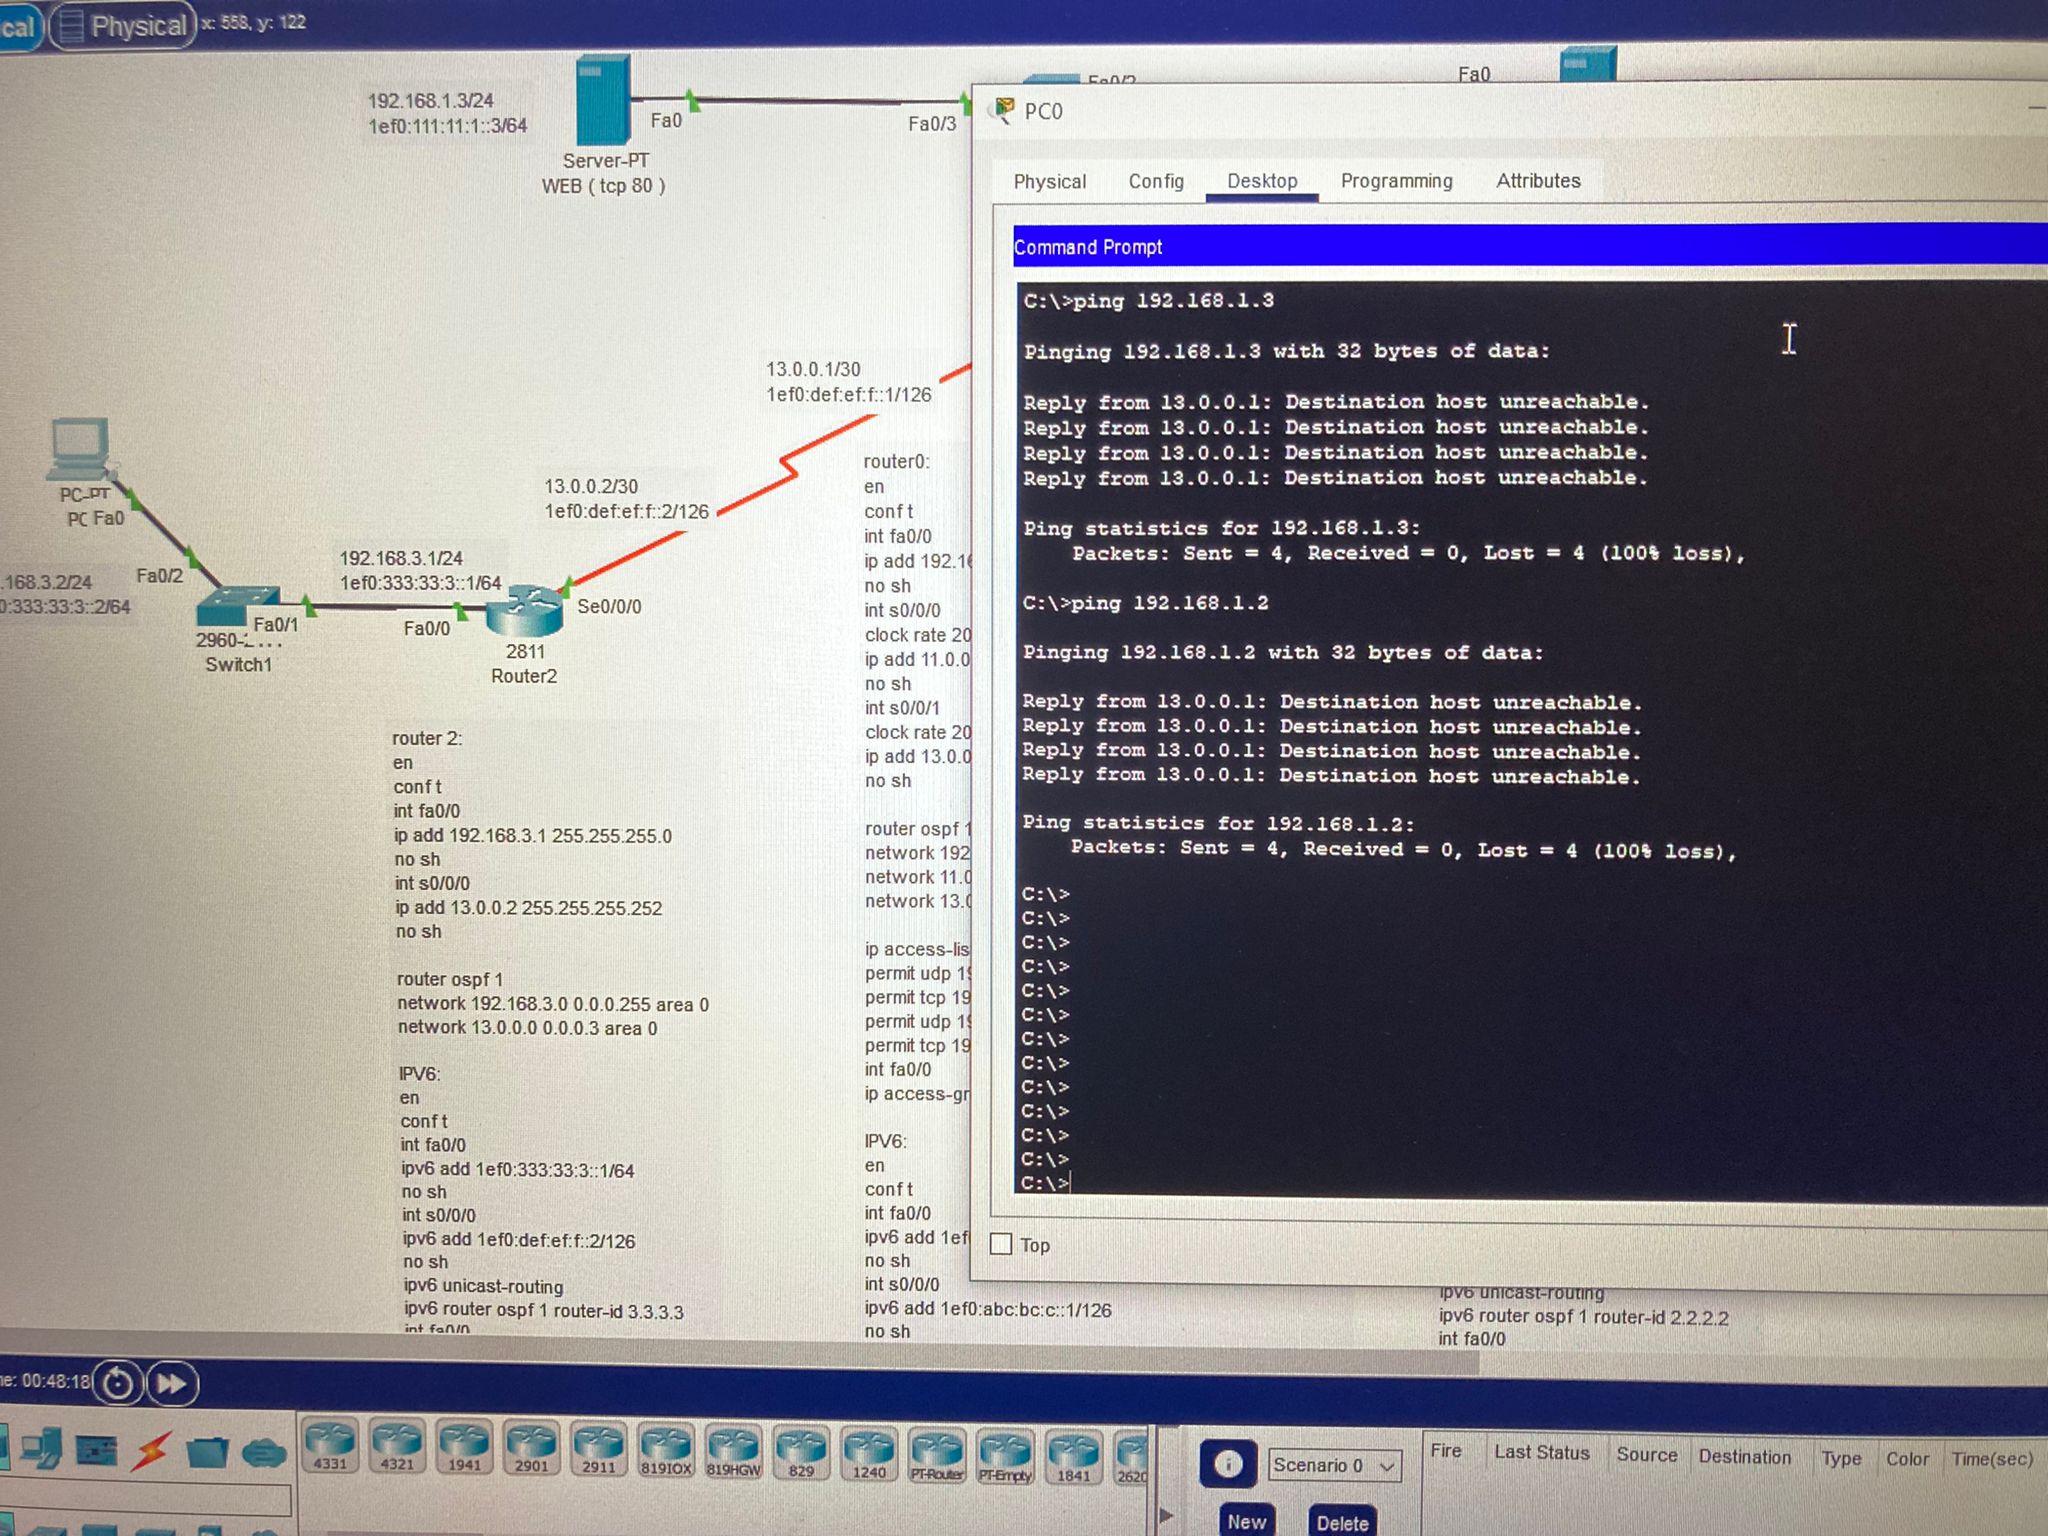 cal
Physical
x: 558, y: 122
192.168.1.3/24
1ef0:111:11:1::3/64
Fa0
Fa0/3
Server-PT
WEB ( tcp 80 )
Fa0/2
Fa0
13.0.0.1/30
1ef0:def:ef:f::1/126
PC-PT
PC Fa0
13.0.0.2/30
1ef0:def:ef:f::2/126
192.168.3.1/24
1ef0:333:33:3::1/64
Fa0/2
.168.3.2/24
0:333:33:3::2/64
Fa0/1
2960-...
Switch1
Fa0/0
Se0/0/0
2811
Router2
router 2:
en
conf t
int fa0/0
ip add 192.168.3.1 255.255.255.0
no sh
int s0/0/0
ip add 13.0.0.2 255.255.255.252
no sh
router ospf 1
network 192.168.3.0 0.0.0.255 area 0
network 13.0.0.0 0.0.0.3 area 0
IPV6:
en
conf t
int fa0/0
ipv6 add 1ef0:333:33:3::1/64
no sh
int s0/0/0
ipv6 add 1ef0:def:ef:f::2/126
no sh
ipv6 unicast-routing
ipv6 router ospf 1 router-id 3.3.3.3
int fa0/0
router0:
en
conf t
int fa0/0
ip add 192.16
no sh
int s0/0/0
clock rate 20
ip add 11.0.0
no sh
int s0/0/1
clock rate 20
ip add 13.0.0
no sh
router ospf 1
network 192
network 11.0
network 13.0
ip access-lis
permit udp 19
permit tcp 19
permit udp 19
permit tcp 19
int fa0/0
ip access-gr
IPV6:
en
conf t
int fa0/0
ipv6 add 1ef
no sh
int s0/0/0
ipv6 add 1ef0:abc:bc:c::1/126
no sh
PC0
Physical Config Desktop Programming Attributes
Command Prompt
C:\>ping 192.168.1.3
Pinging 192.168.1.3 with 32 bytes of data:
Reply from 13.0.0.1: Destination host unreachable.
Reply from 13.0.0.1: Destination host unreachable.
Reply from 13.0.0.1: Destination host unreachable.
Reply from 13.0.0.1: Destination host unreachable.
Ping statistics for 192.168.1.3:
Packets: Sent = 4, Received = 0, Lost = 4 (100% loss),
C:\>ping 192.168.1.2
Pinging 192.168.1.2 with 32 bytes of data:
Reply from 13.0.0.1: Destination host unreachable.
Reply from 13.0.0.1: Destination host unreachable.
Reply from 13.0.0.1: Destination host unreachable.
Reply from 13.0.0.1: Destination host unreachable.
Ping statistics for 192.168.1.2:
Packets: Sent = 4, Received = 0, Lost = 4 (100% loss),
C:\>
C:\>
C:\>
C:\>
C:\>
C:\>
C:\>
C:\>
C:\>
C:\>
C:\>
C:\>
C:\>
Top
ipv6 unicast-routing
ipv6 router ospf 1 router-id 2.2.2.2
int fa0/0
ne: 00:48:18
4331 4321 1941 2901 2911 819IOX 819HGW 829 1240 PT-Router PT-Empty 1841 2620
Scenario 0
New Delete
Fire Last Status Source Destination Type Color Time(sec)